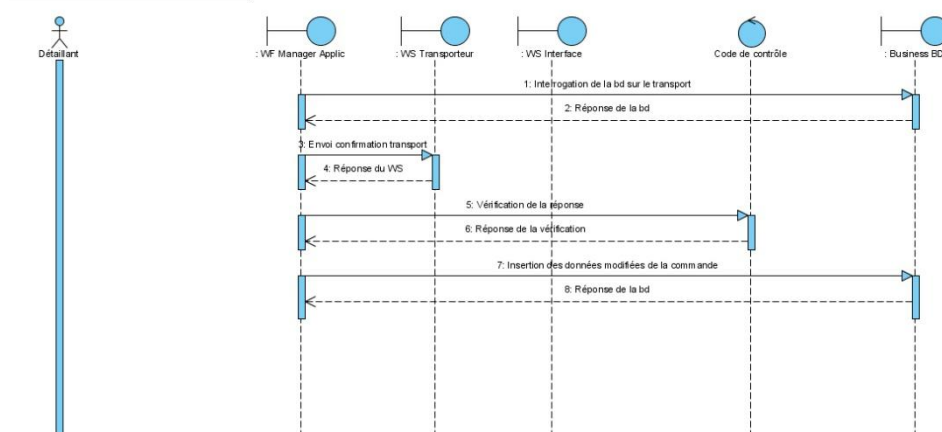 Détaillant
: WF Manager Applic
: WS Transporteur
: WS Interface
Code de contrôle
: Business BD
1: Interrogation de la bd sur le transport
2: Réponse de la bd
3: Envoi confirmation transport
4: Réponse du WS
5: Vérification de la réponse
6: Réponse de la vérification
7: Insertion des données modifiées de la commande
8: Réponse de la bd